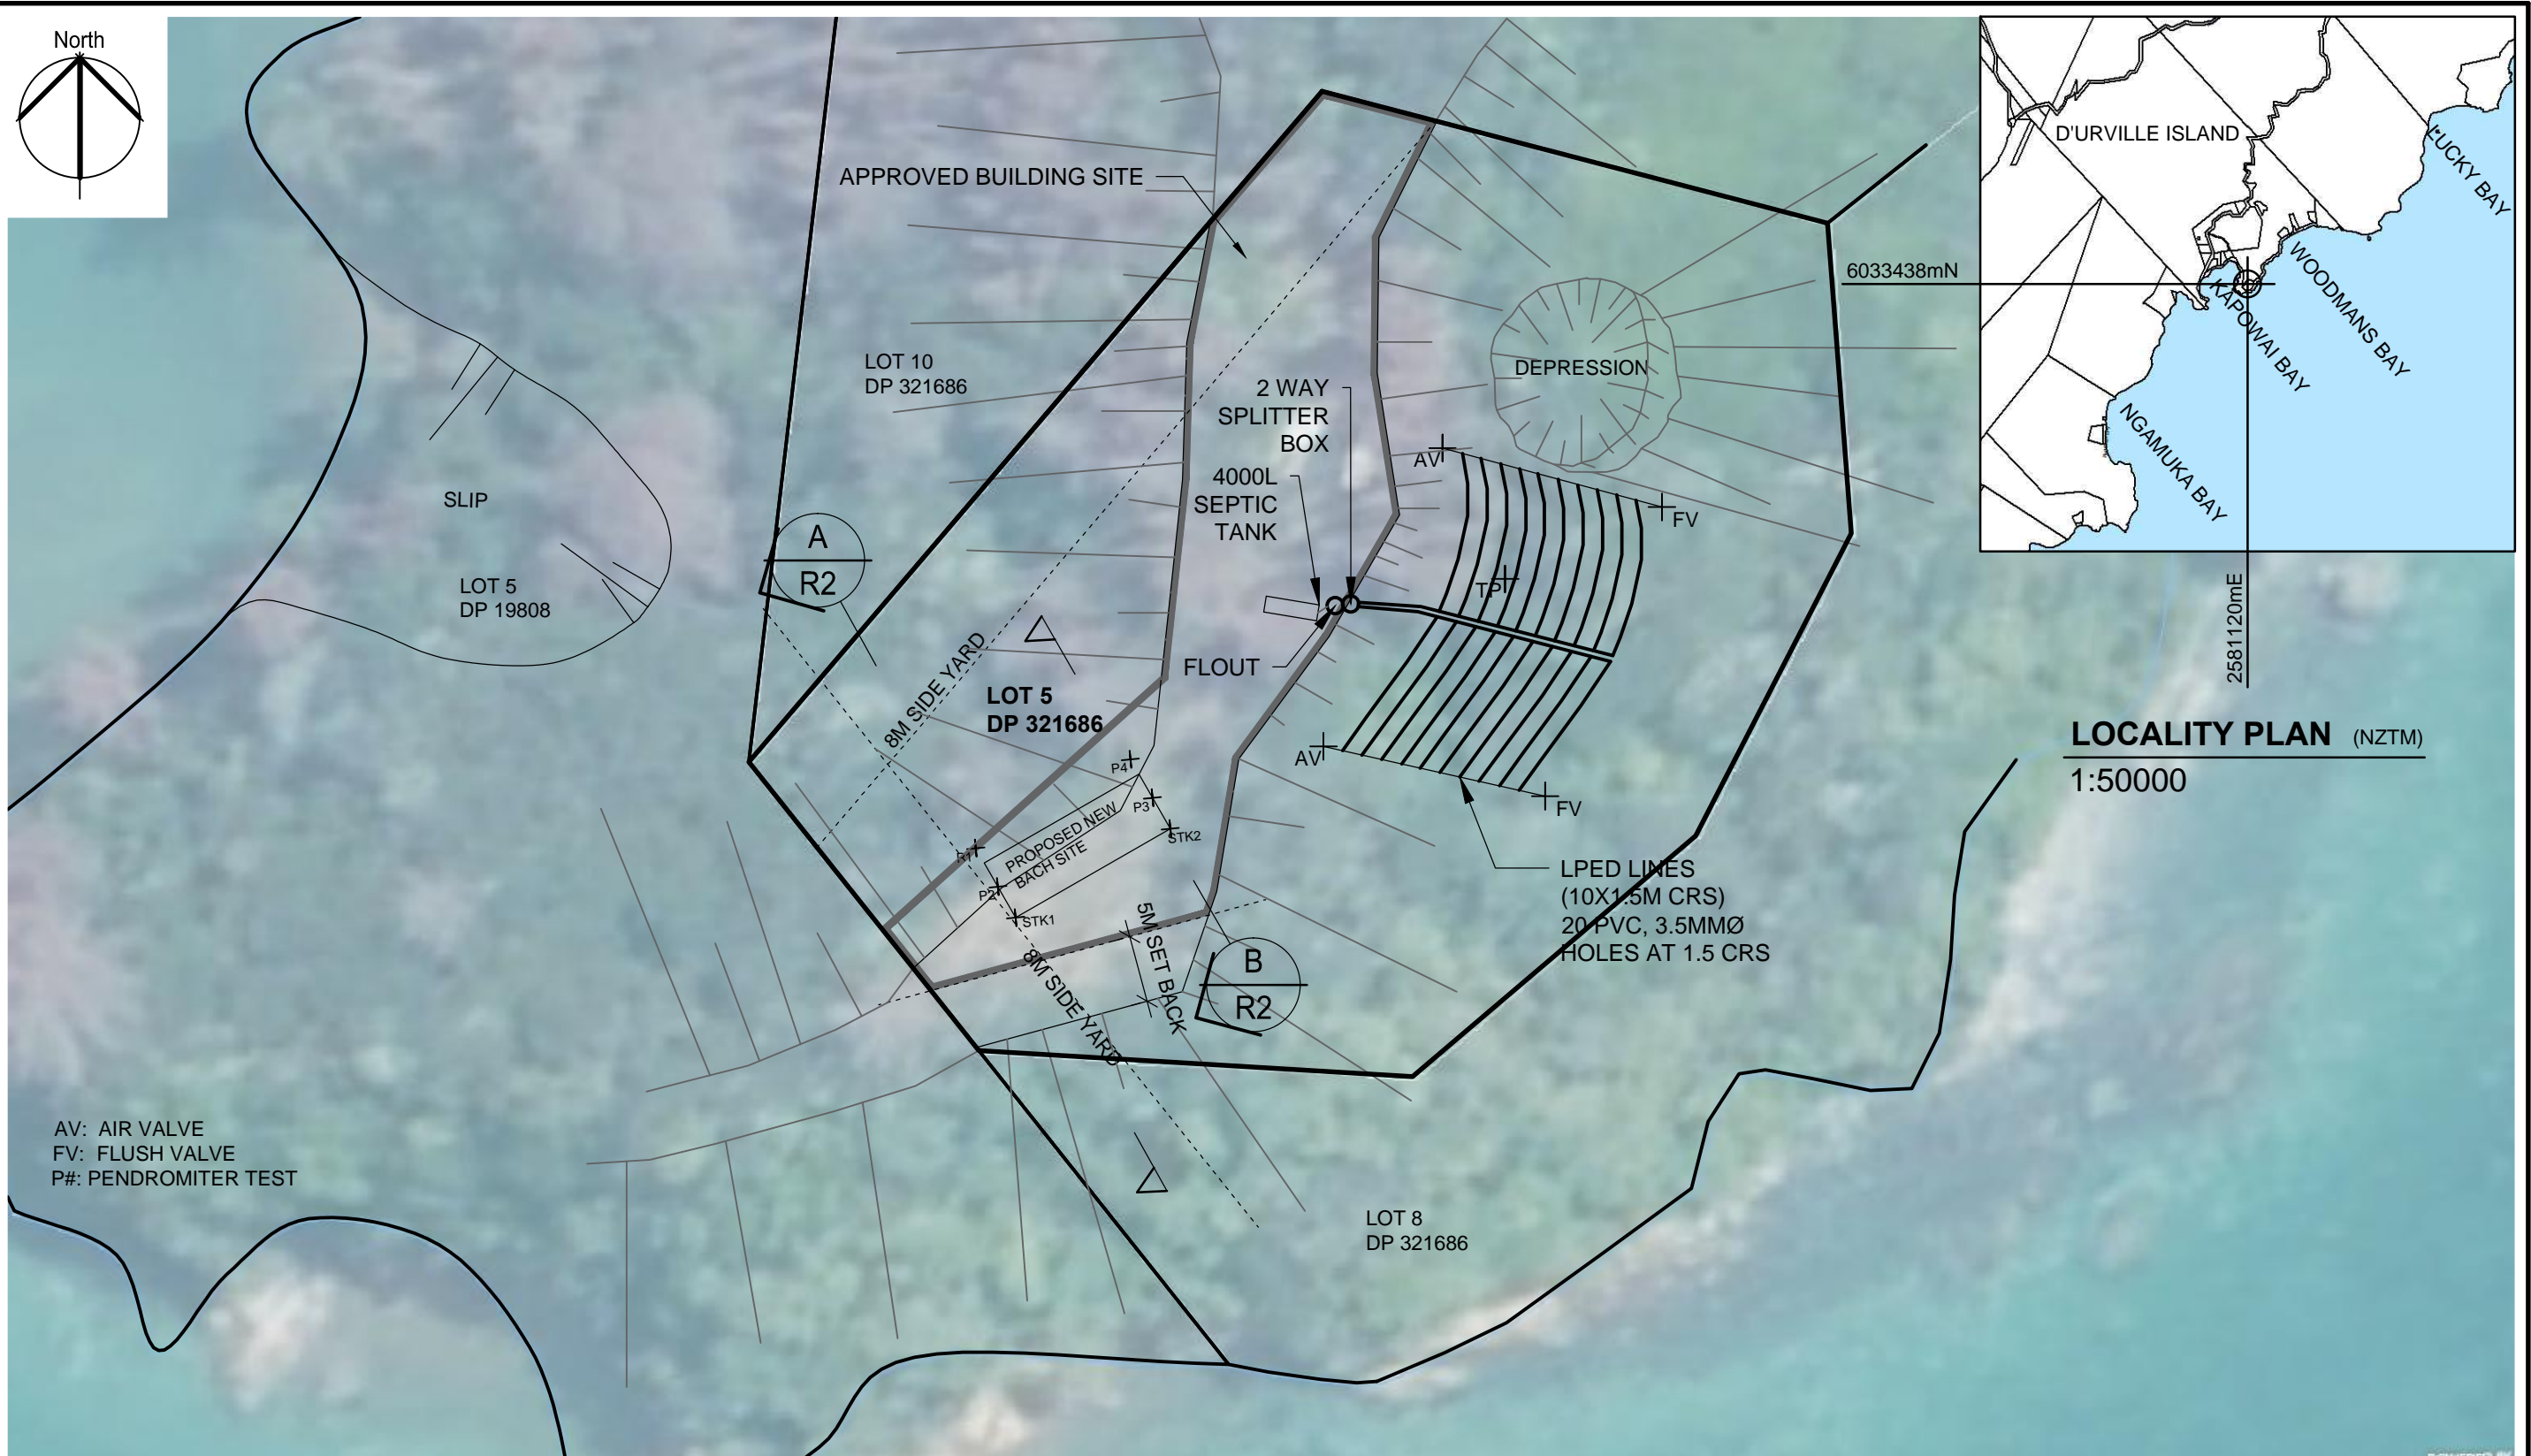 North
APPROVED BUILDING SITE
D'URVILLE ISLAND
LUCKY BAY
WOODMANS BAY
KAPOWAI BAY
NGAMUKA BAY
6033438mN
2581120mE
LOCALITY PLAN (NZTM)
1:50000
LOT 10
DP 321686
2 WAY
SPLITTER
BOX
4000L
SEPTIC
TANK
DEPRESSION
AV
FV
TP
SLIP
LOT 5
DP 19808
A
R2
8M SIDE YARD
LOT 5
DP 321686
FLOUT
AV
FV
P4
P3
STK2
PROPOSED NEW
BACH SITE
P2
STK1
LPED LINES
(10X1.5M CRS)
20 PVC, 3.5MMØ
HOLES AT 1.5 CRS
5M SET BACK
8M SIDE YARD
B
R2
AV: AIR VALVE
FV: FLUSH VALVE
P#: PENDROMITER TEST
LOT 8
DP 321686